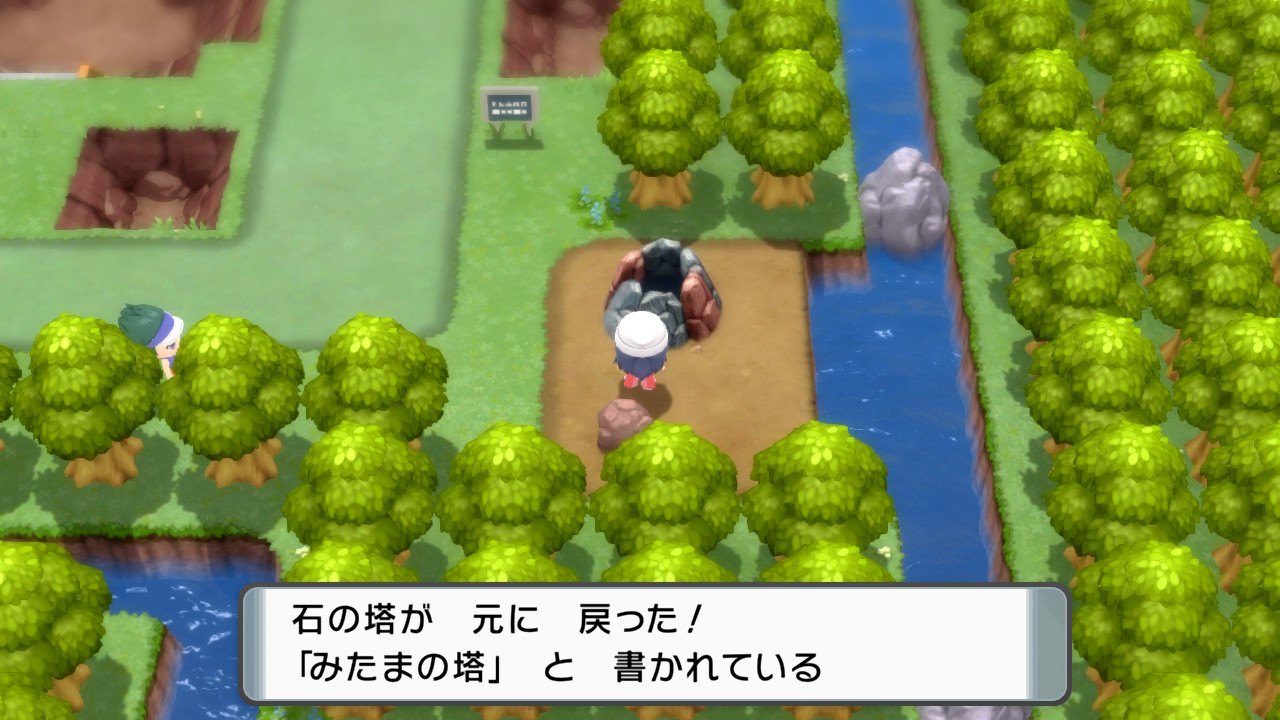 石の塔が　元に　戻った！
「みたまの塔」　と　書かれている